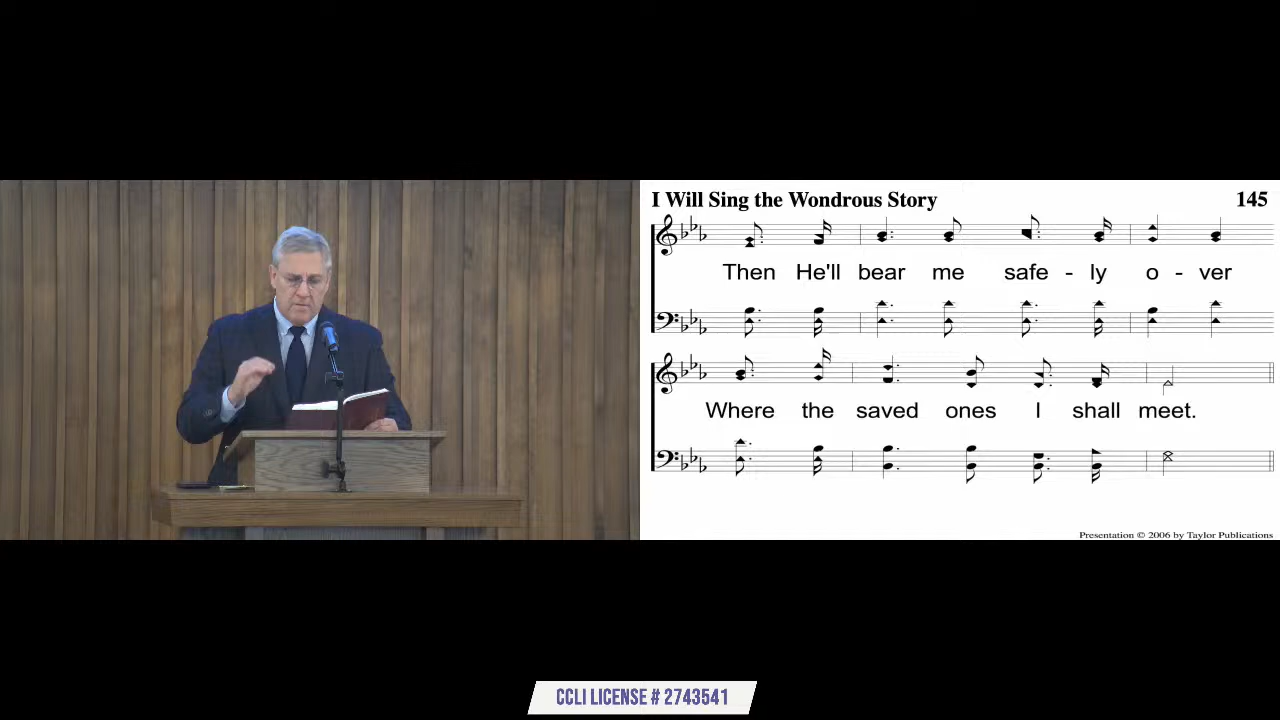 I Will Sing the Wondrous Story 145
Then He'll bear me safe - ly o - ver
Where the saved ones I shall meet.
Presentation © 2006 by Taylor Publications
CCLI LICENSE # 2743541